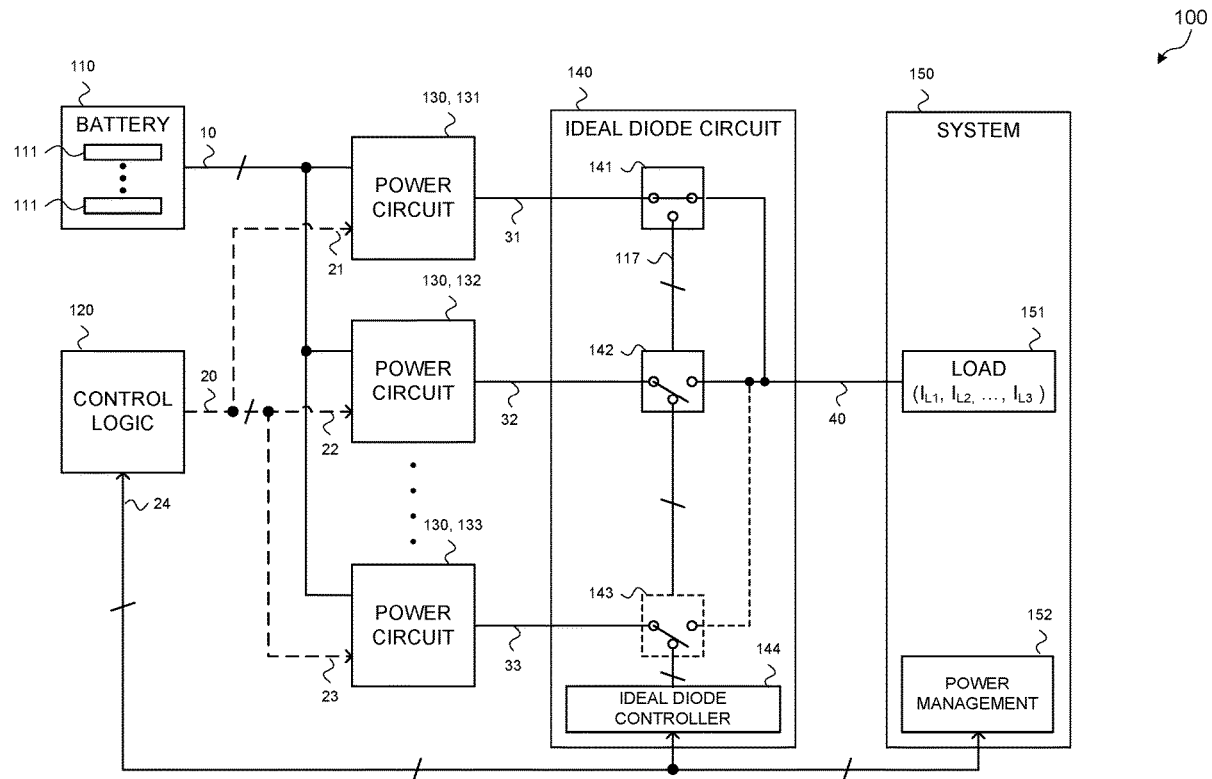 100
110
BATTERY
111
111
10
130, 131
POWER
CIRCUIT
21
31
140
IDEAL DIODE CIRCUIT
141
117
150
SYSTEM
120
CONTROL
LOGIC
20
24
130, 132
POWER
CIRCUIT
22
32
142
40
151
LOAD
(IL1, IL2, ..., IL3 )
130, 133
POWER
CIRCUIT
23
33
143
144
IDEAL DIODE
CONTROLLER
152
POWER
MANAGEMENT